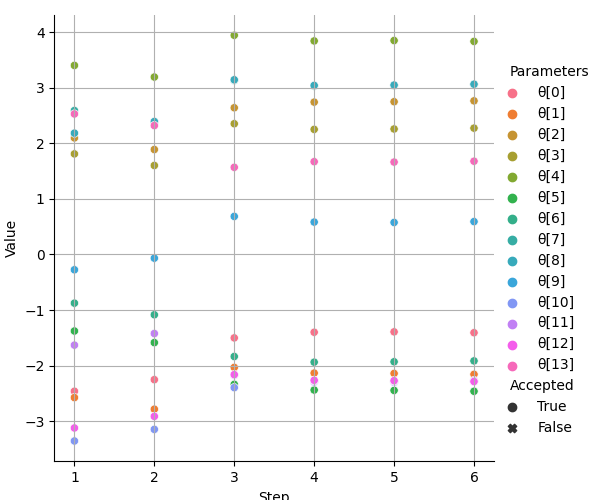 4
3
2
1
0
−1
−2
−3
Value
1 2 3 4 5 6
Step
Parameters
θ[0]
θ[1]
θ[2]
θ[3]
θ[4]
θ[5]
θ[6]
θ[7]
θ[8]
θ[9]
θ[10]
θ[11]
θ[12]
θ[13]
Accepted
True
False